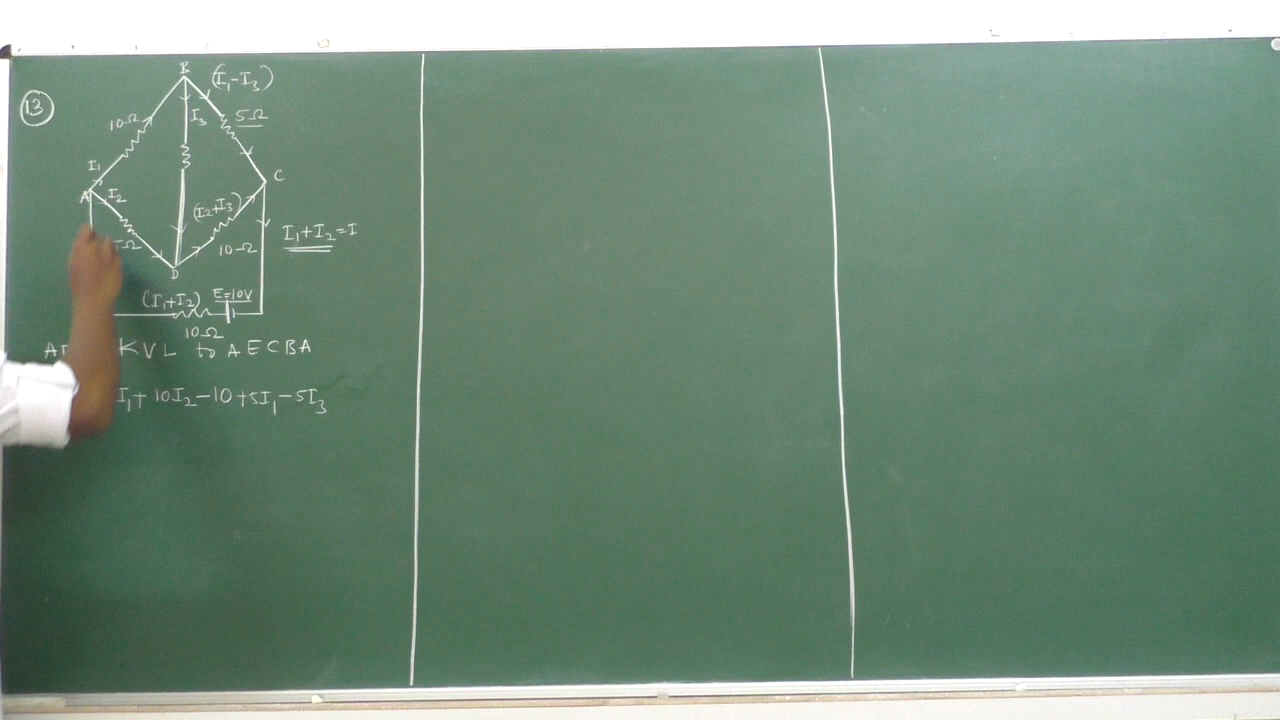 13
B
(I₁-I₃)
10Ω
I₃
5Ω
I₁
A
I₂
C
(I₂+I₃)
10Ω
D
I₁+I₂=I
(I₁+I₂)
E=10V
10Ω
KVL to AECBA
I₁+10I₂-10+5I₁-5I₃